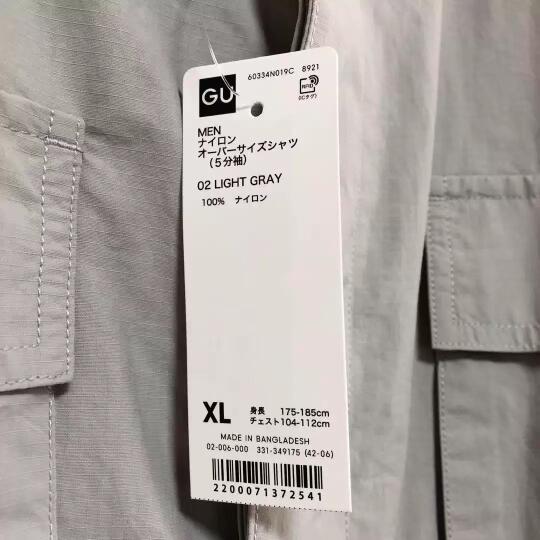 60334N019C 8921
GU
RFID
(ICタグ)
MEN
ナイロン
オーバーサイズシャツ
(5分袖)
02 LIGHT GRAY
100% ナイロン
XL
身長 175-185cm
チェスト104-112cm
MADE IN BANGLADESH
02-006-000 331-349175 (42-06)
2200071372541